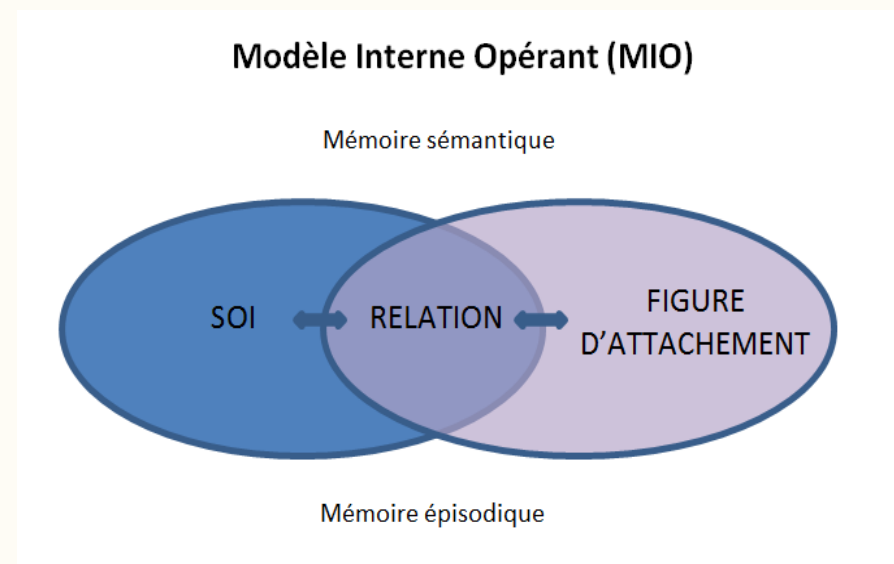 Modèle Interne Opérant (MIO)
Mémoire sémantique
SOI
RELATION
FIGURE
D’ATTACHEMENT
Mémoire épisodique